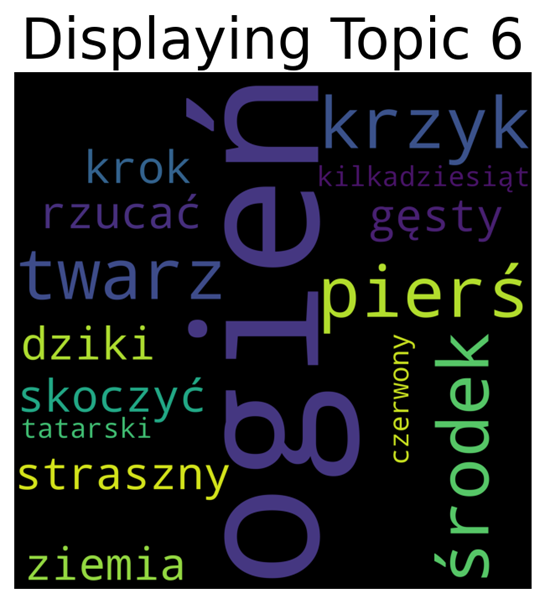 Displaying Topic 6
ogień
krzyk
krok
kilkadziesiąt
rzucać
gęsty
twarz
pierś
dziki
czerwony
środek
skoczyć
tatarski
straszny
ziemia